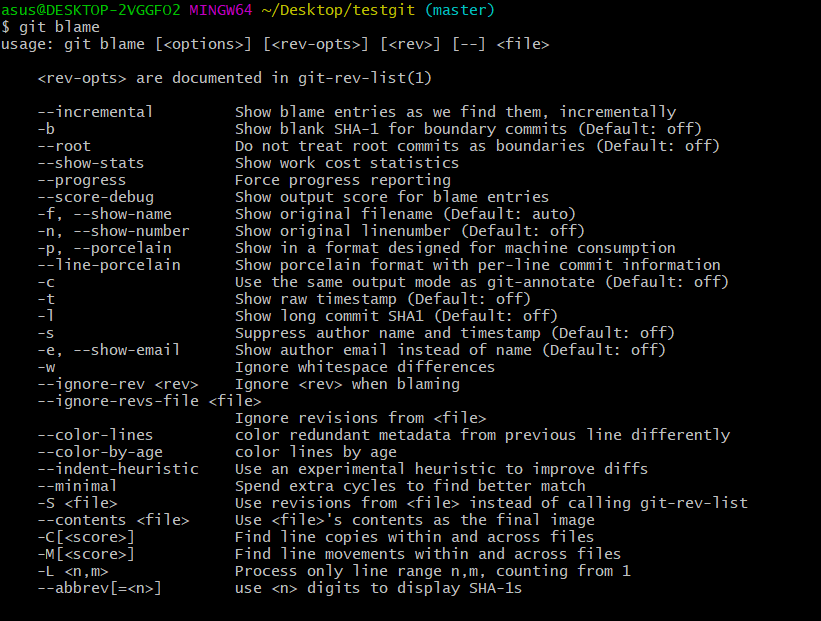 asus@DESKTOP-2VGGFO2 MINGW64 ~/Desktop/testgit (master)
$ git blame
usage: git blame [<options>] [<rev-opts>] [<rev>] [--] <file>
    <rev-opts> are documented in git-rev-list(1)
    --incremental         Show blame entries as we find them, incrementally
    -b                    Show blank SHA-1 for boundary commits (Default: off)
    --root                Do not treat root commits as boundaries (Default: off)
    --show-stats          Show work cost statistics
    --progress            Force progress reporting
    --score-debug         Show output score for blame entries
    -f, --show-name       Show original filename (Default: auto)
    -n, --show-number     Show original linenumber (Default: off)
    -p, --porcelain       Show in a format designed for machine consumption
    --line-porcelain      Show porcelain format with per-line commit information
    -c                    Use the same output mode as git-annotate (Default: off)
    -t                    Show raw timestamp (Default: off)
    -l                    Show long commit SHA1 (Default: off)
    -s                    Suppress author name and timestamp (Default: off)
    -e, --show-email      Show author email instead of name (Default: off)
    -w                    Ignore whitespace differences
    --ignore-rev <rev>    Ignore <rev> when blaming
    --ignore-revs-file <file>
                          Ignore revisions from <file>
    --color-lines         color redundant metadata from previous line differently
    --color-by-age        color lines by age
    --indent-heuristic    Use an experimental heuristic to improve diffs
    --minimal             Spend extra cycles to find better match
    -S <file>             Use revisions from <file> instead of calling git-rev-list
    --contents <file>     Use <file>'s contents as the final image
    -C[<score>]           Find line copies within and across files
    -M[<score>]           Find line movements within and across files
    -L <n,m>              Process only line range n,m, counting from 1
    --abbrev[=<n>]        use <n> digits to display SHA-1s